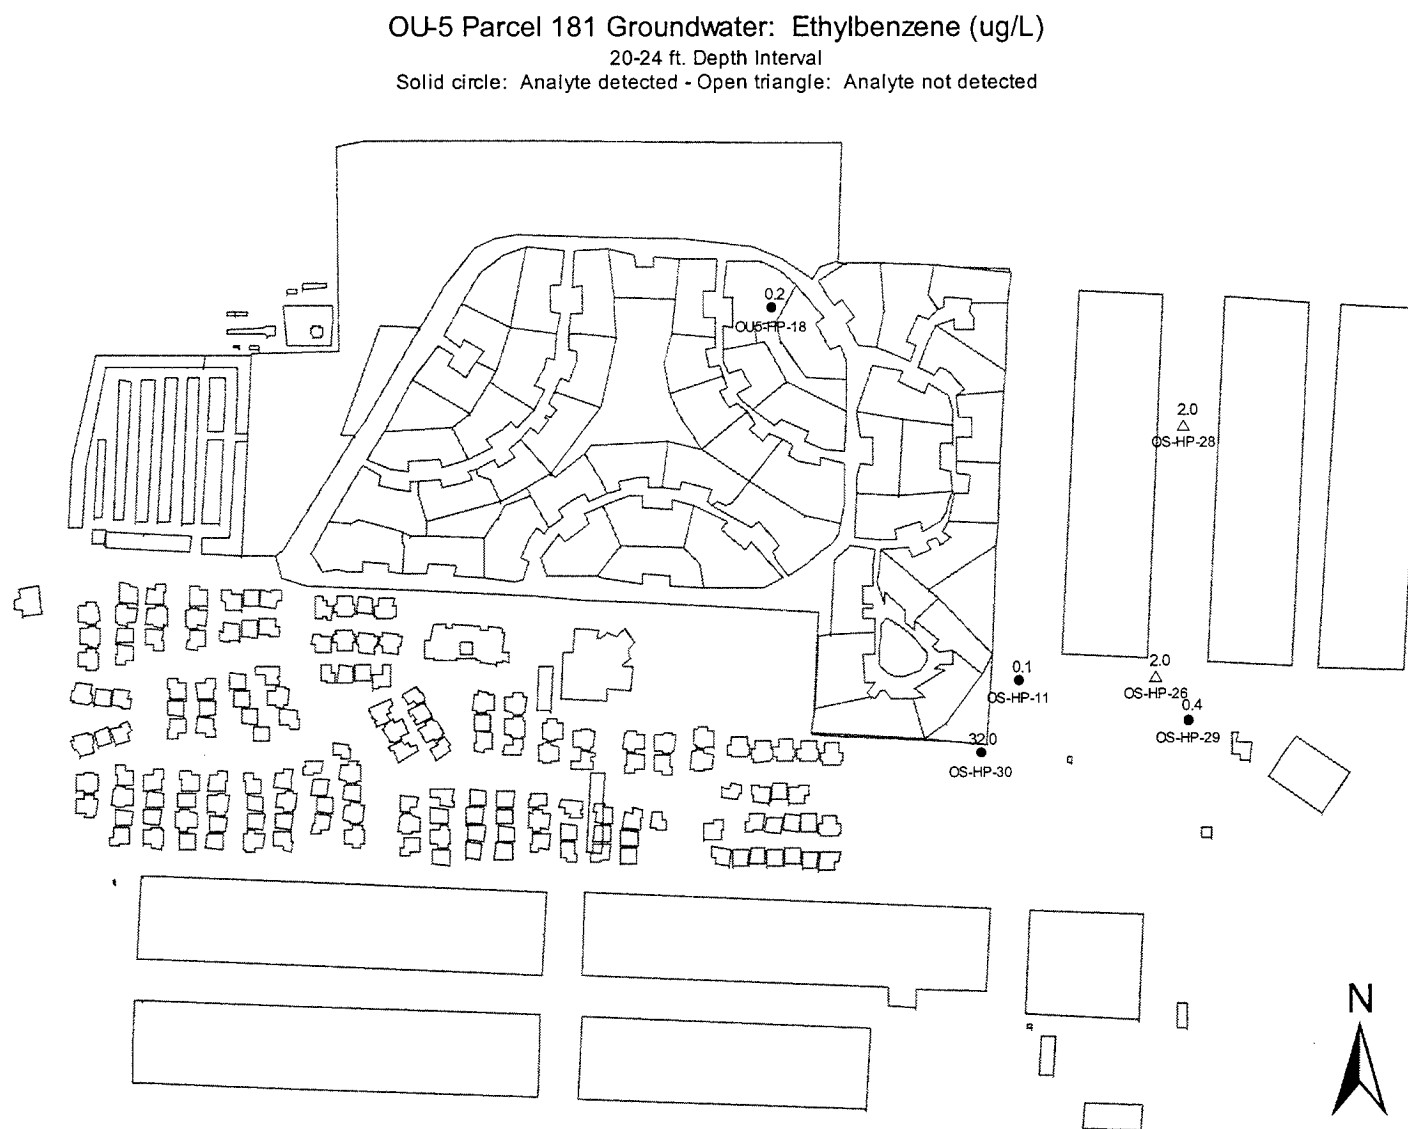 OU-5 Parcel 181 Groundwater: Ethylbenzene (ug/L)
20-24 ft. Depth Interval
Solid circle: Analyte detected - Open triangle: Analyte not detected
0.2
OU5-HP-18
2.0
OS-HP-28
0.1
OS-HP-11
2.0
OS-HP-26
0.4
OS-HP-29
32.0
OS-HP-30
N